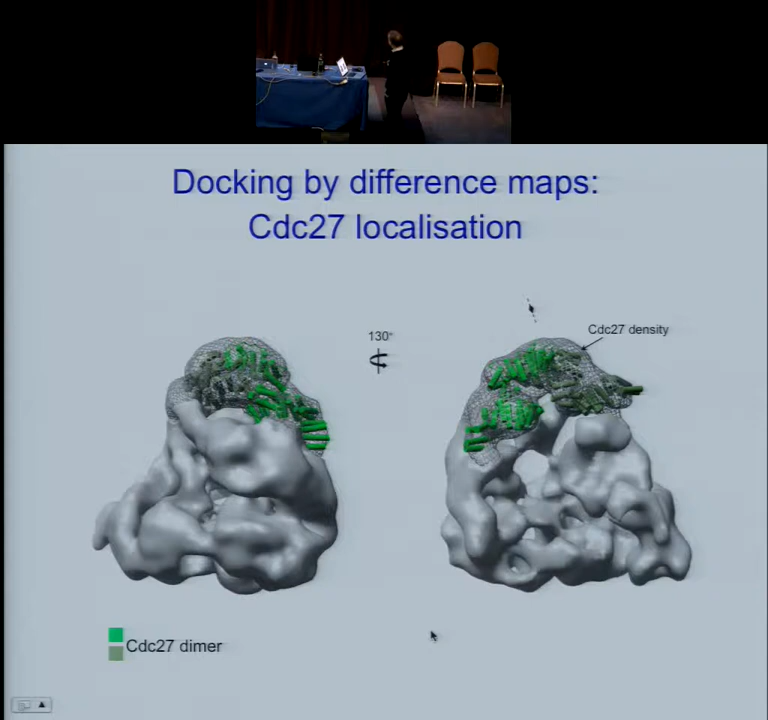 Docking by difference maps:
Cdc27 localisation
130°
Cdc27 density
Cdc27 dimer